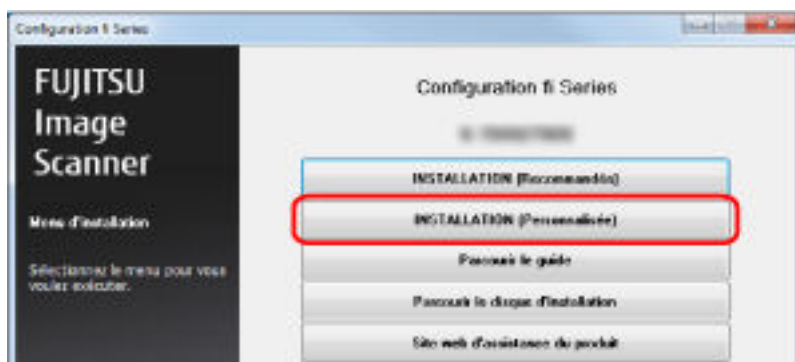 Configuration fi Series
FUJITSU
Image
Scanner
Menu d'installation
Sélectionnez le menu pour vous
voulez exécuter.
Configuration fi Series
INSTALLATION (Recommandée)
INSTALLATION (Personnalisée)
Parcourir le guide
Parcourir le disque d'installation
Site web d'assistance du produit